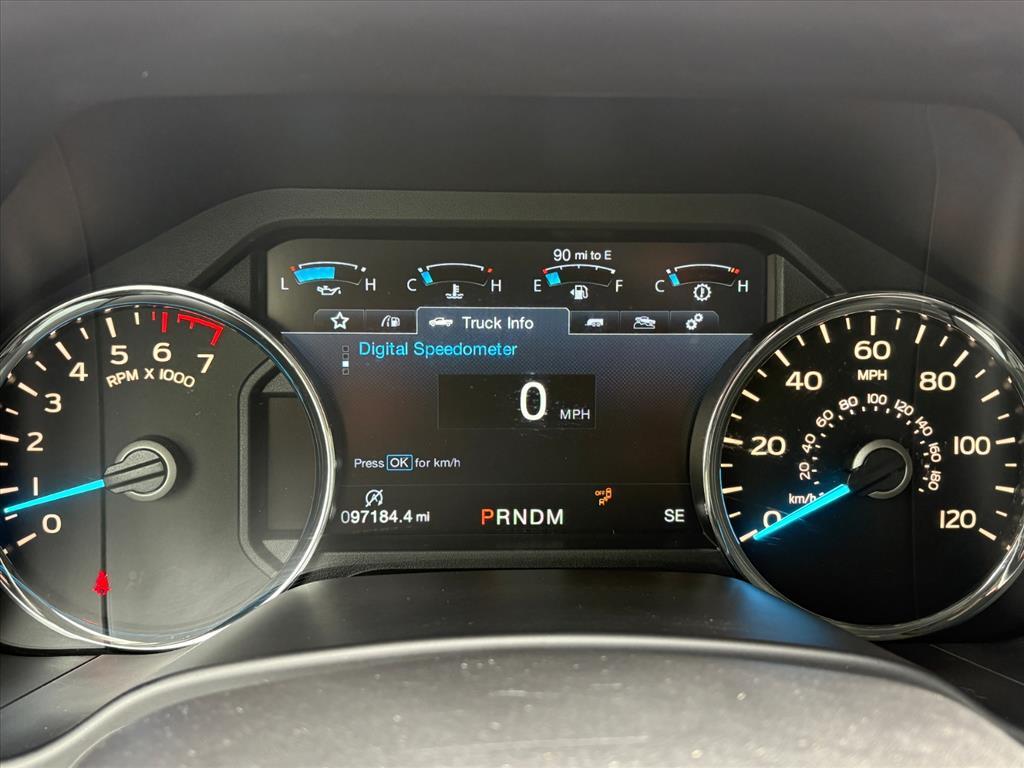 90 mi to E
L H C H E F C H
Truck Info
Digital Speedometer
0 MPH
Press OK for km/h
OFF
A
097184.4 mi PRNDM SE
0 1 2 3 4 5 6 7
RPM X 1000
0 20 40 60 80 100 120
MPH
20 40 60 80 100 120 140 160 180
km/h